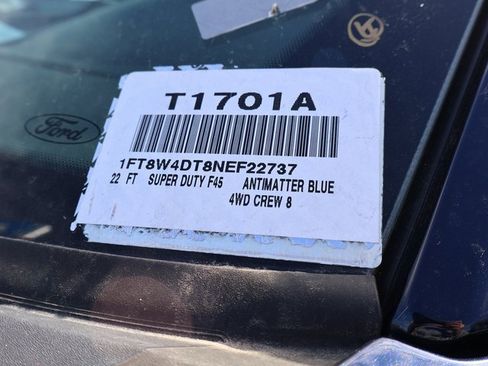 T1701A
1FT8W4DT8NEF22737
22 FT SUPER DUTY F45 ANTIMATTER BLUE
4WD CREW 8
Ford